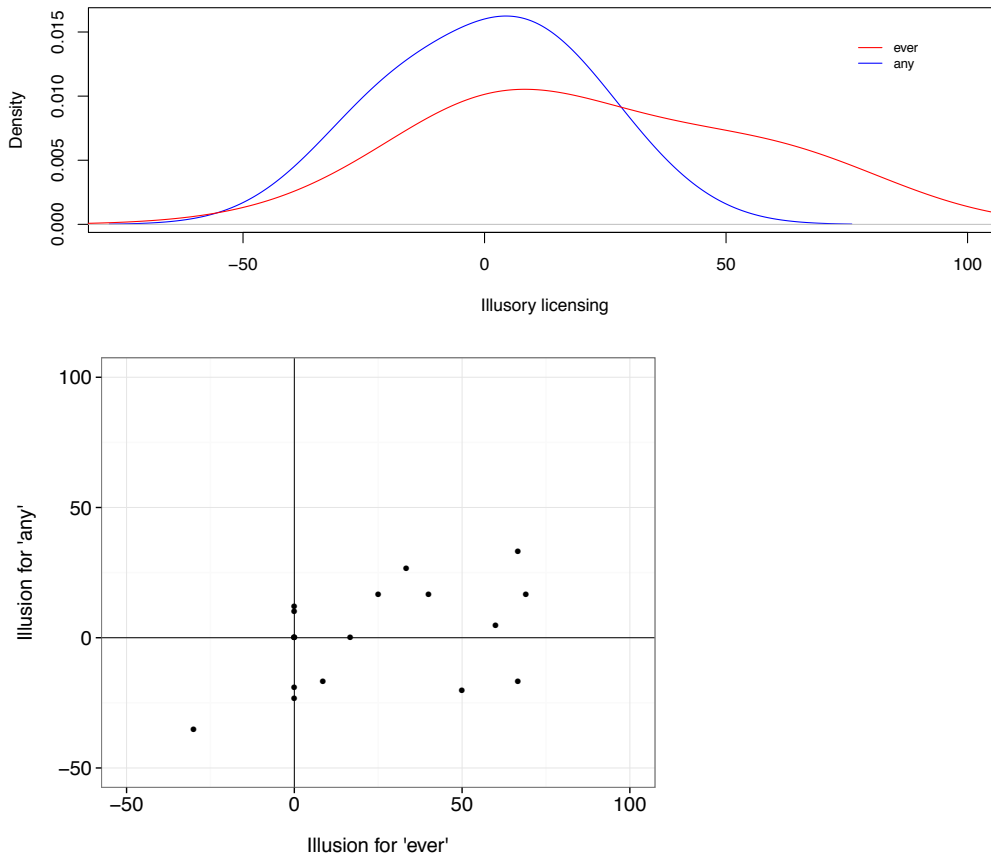 0.015
0.010
0.005
0.000
Density
ever
any
−50 0 50 100
Illusory licensing
100
50
0
−50
Illusion for 'any'
−50 0 50 100
Illusion for 'ever'